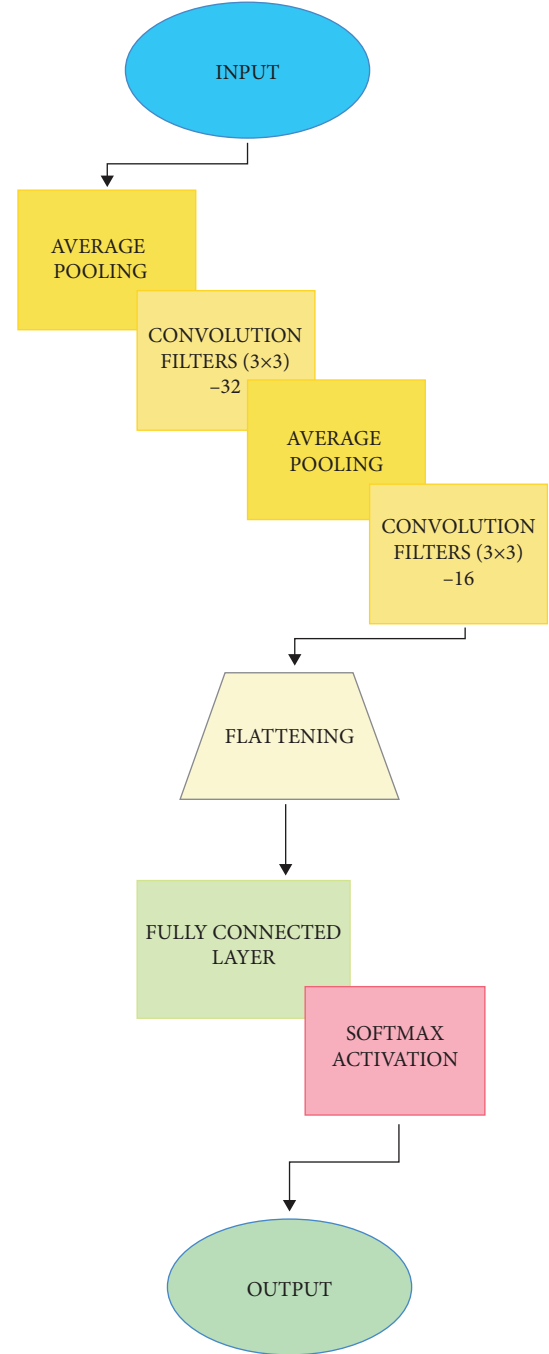 INPUT
AVERAGE
POOLING
CONVOLUTION
FILTERS (3×3)
–32
AVERAGE
POOLING
CONVOLUTION
FILTERS (3×3)
–16
FLATTENING
FULLY CONNECTED
LAYER
SOFTMAX
ACTIVATION
OUTPUT